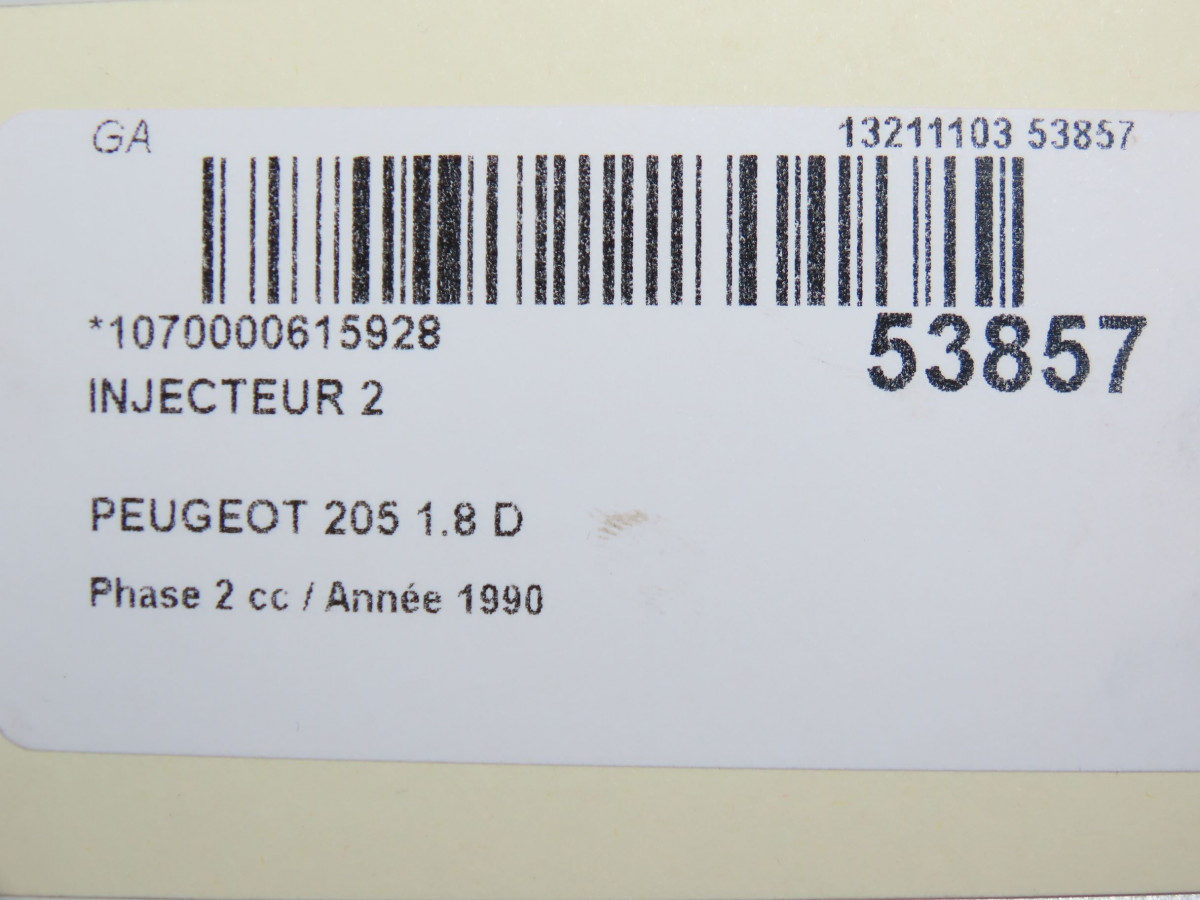 GA
13211103 53857
*1070000615928
53857
INJECTEUR 2
PEUGEOT 205 1.8 D
Phase 2 cc / Année 1990